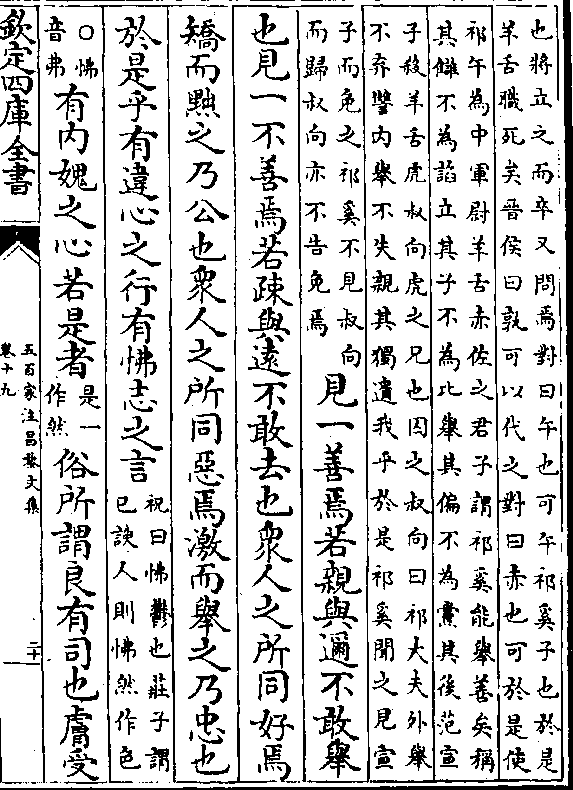 也將立之而卒又問焉對曰午也可午祁奚子也於是
羊舌職死矣晉侯曰孰可以代之對曰赤也可於是使
祁午為中軍尉羊舌赤佐之君子謂祁奚能舉善矣稱
其讎不為諂立其子不為比舉其偏不為黨其後范宣
子殺羊舌虎叔向虎之兄也囚之叔向曰祁大夫外舉
不弃讐内舉不失親其獨遺我乎於是祁奚聞之見宣
子而免之祁奚不見叔向
而歸叔向亦不告免焉
見一善焉若親與邇不敢舉
也見一不善焉若疎與遠不敢去也衆人之所同好焉
矯而黜之乃公也衆人之所同惡焉激而舉之乃忠也
於是乎有違心之行有怫志之言
祝曰怫鬱也莊子謂
已諛人則怫然作色
○怫
音弗
有内媿之心若是者
是一
作然
俗所謂良有司也膚受
欽定四庫全書
五百家注昌黎文集
卷十九
二十